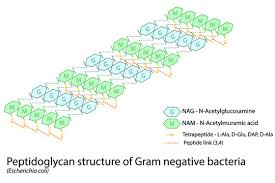 G NAG - N-Acetylglucosamine
M NAM - N-Acetylmuramic acid
Tetrapeptide - L-Ala, D-Glu, DAP, D-Ala
Peptide link (3,4)
Peptidoglycan structure of Gram negative bacteria
(Escherichia coli)